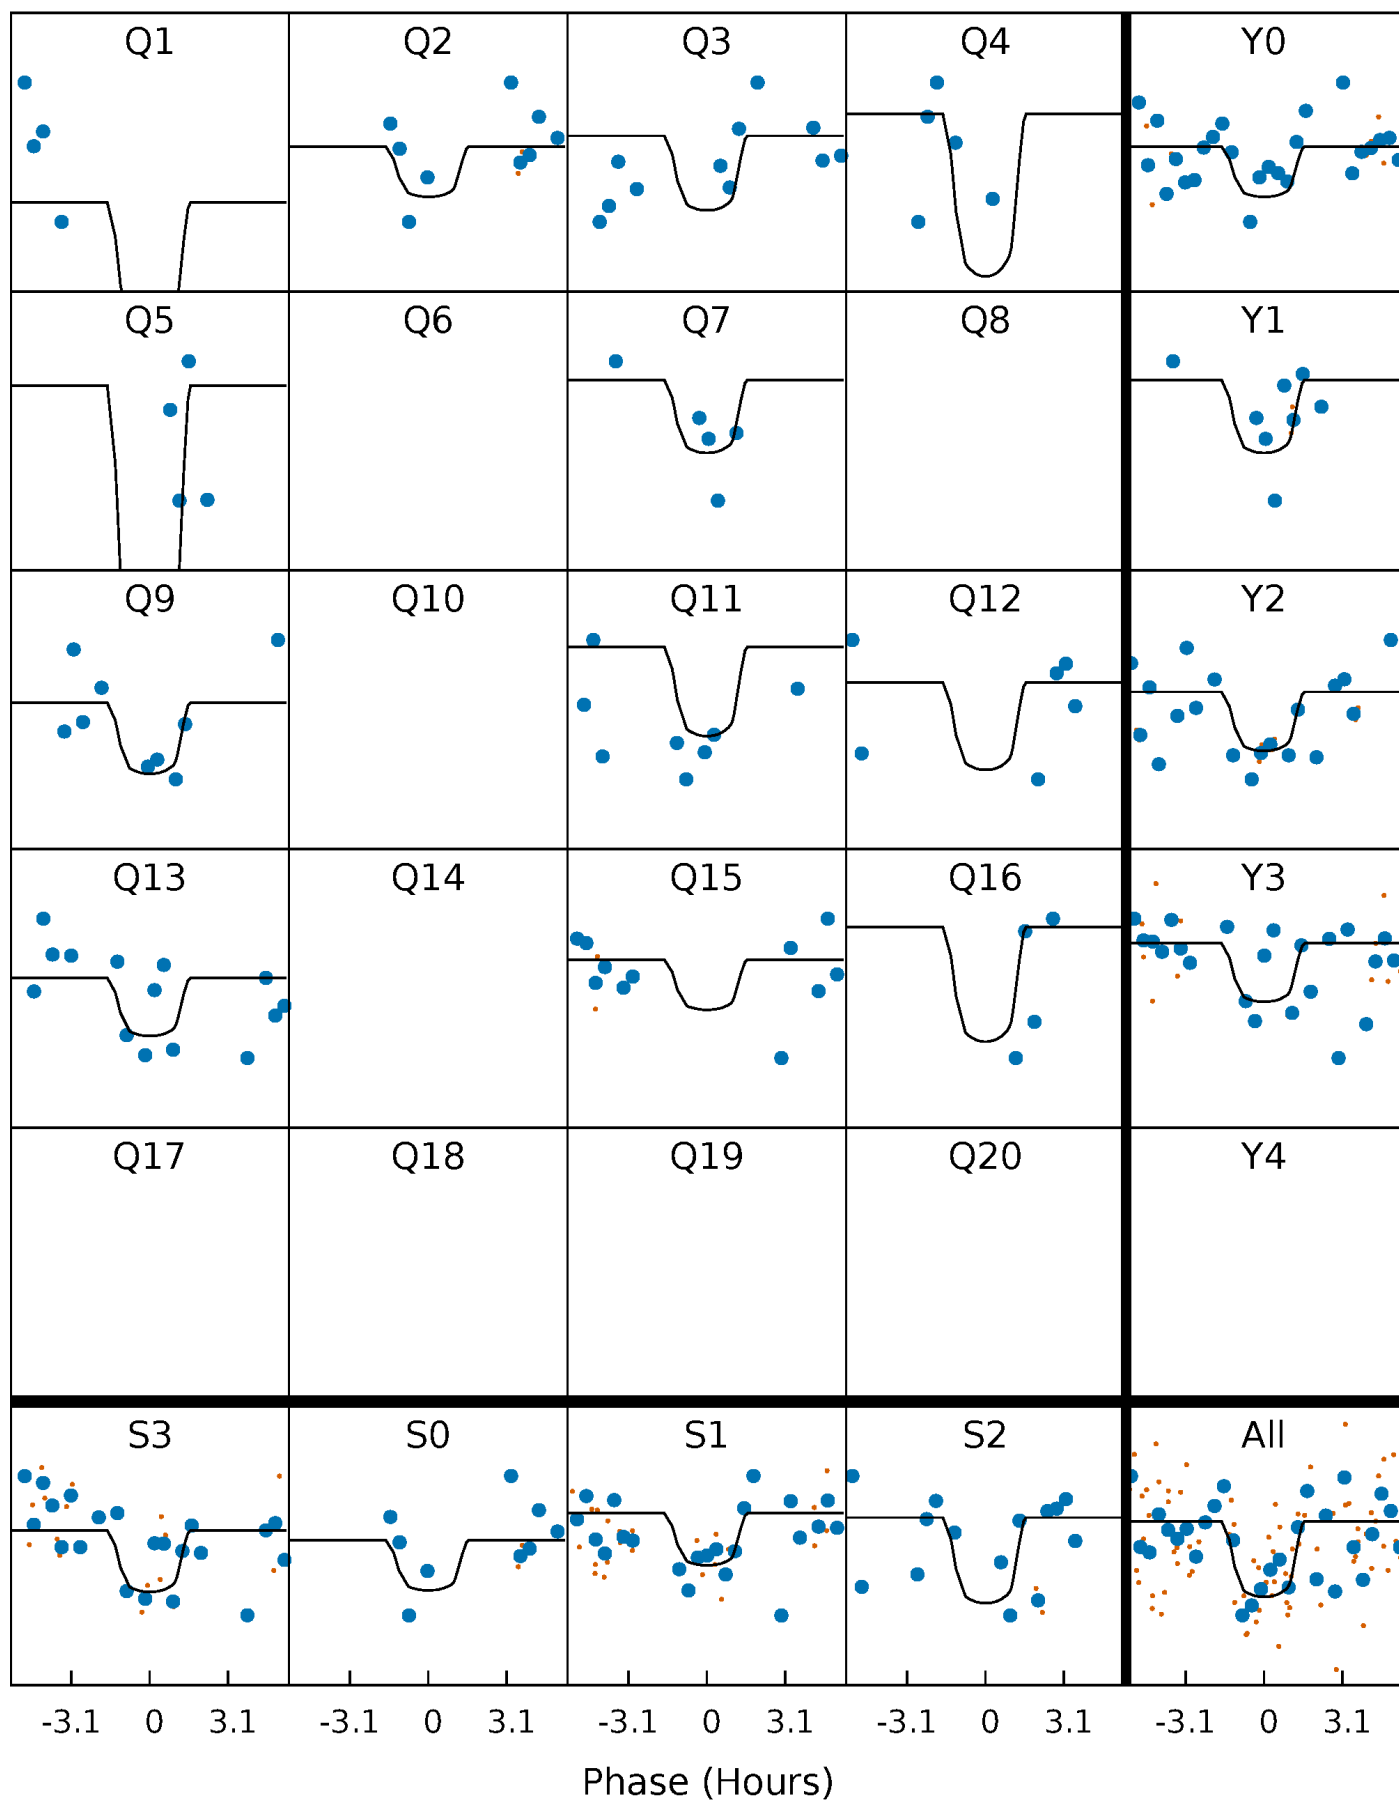 Q1 Q2 Q3 Q4 Y0
Q5 Q6 Q7 Q8 Y1
Q9 Q10 Q11 Q12 Y2
Q13 Q14 Q15 Q16 Y3
Q17 Q18 Q19 Q20 Y4
S3 S0 S1 S2 All
-3.1 0 3.1 -3.1 0 3.1 -3.1 0 3.1 -3.1 0 3.1 -3.1 0 3.1
Phase (Hours)